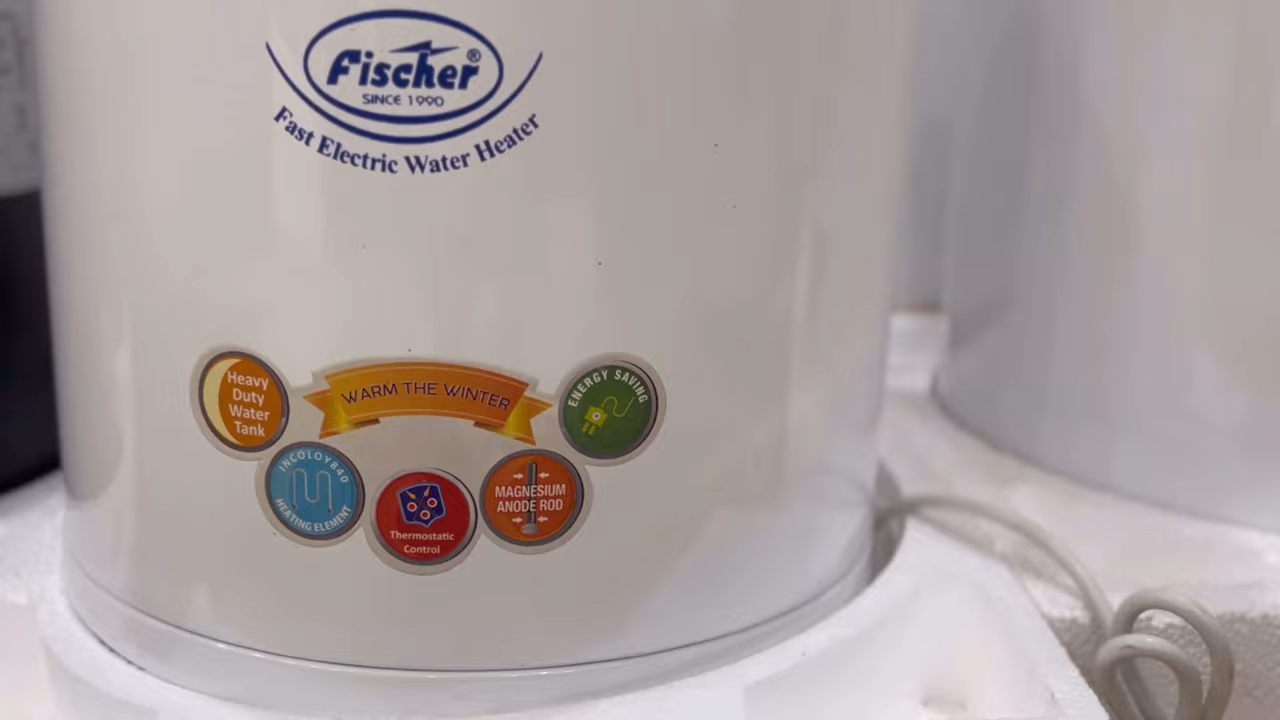 Fischer®
SINCE 1990
Fast Electric Water Heater
Heavy
Duty
Water
Tank
WARM THE WINTER
ENERGY SAVING
INCOLOY840
HEATING ELEMENT
Thermostatic
Control
MAGNESIUM
ANODE ROD